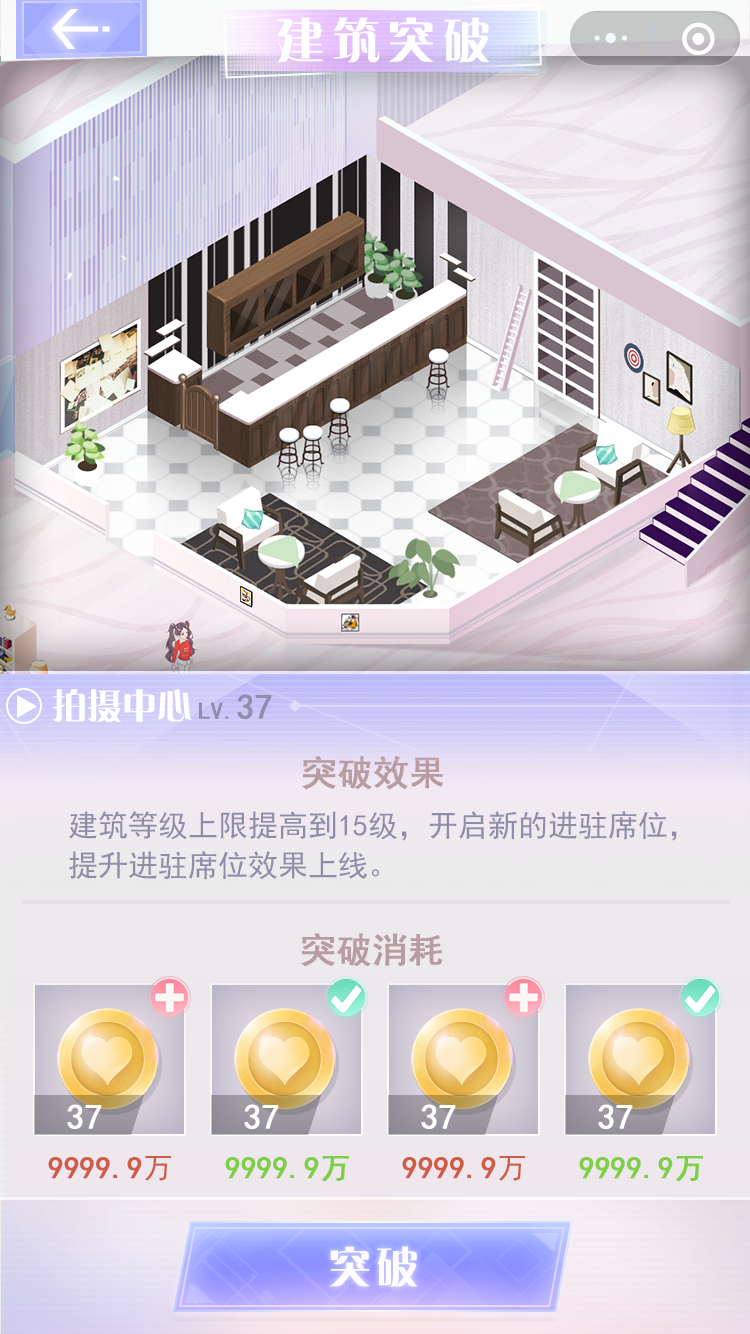 建筑突破
拍摄中心 LV. 37
突破效果
建筑等级上限提高到15级，开启新的进驻席位，
提升进驻席位效果上线。
突破消耗
37 37 37 37
9999.9万 9999.9万 9999.9万 9999.9万
突破